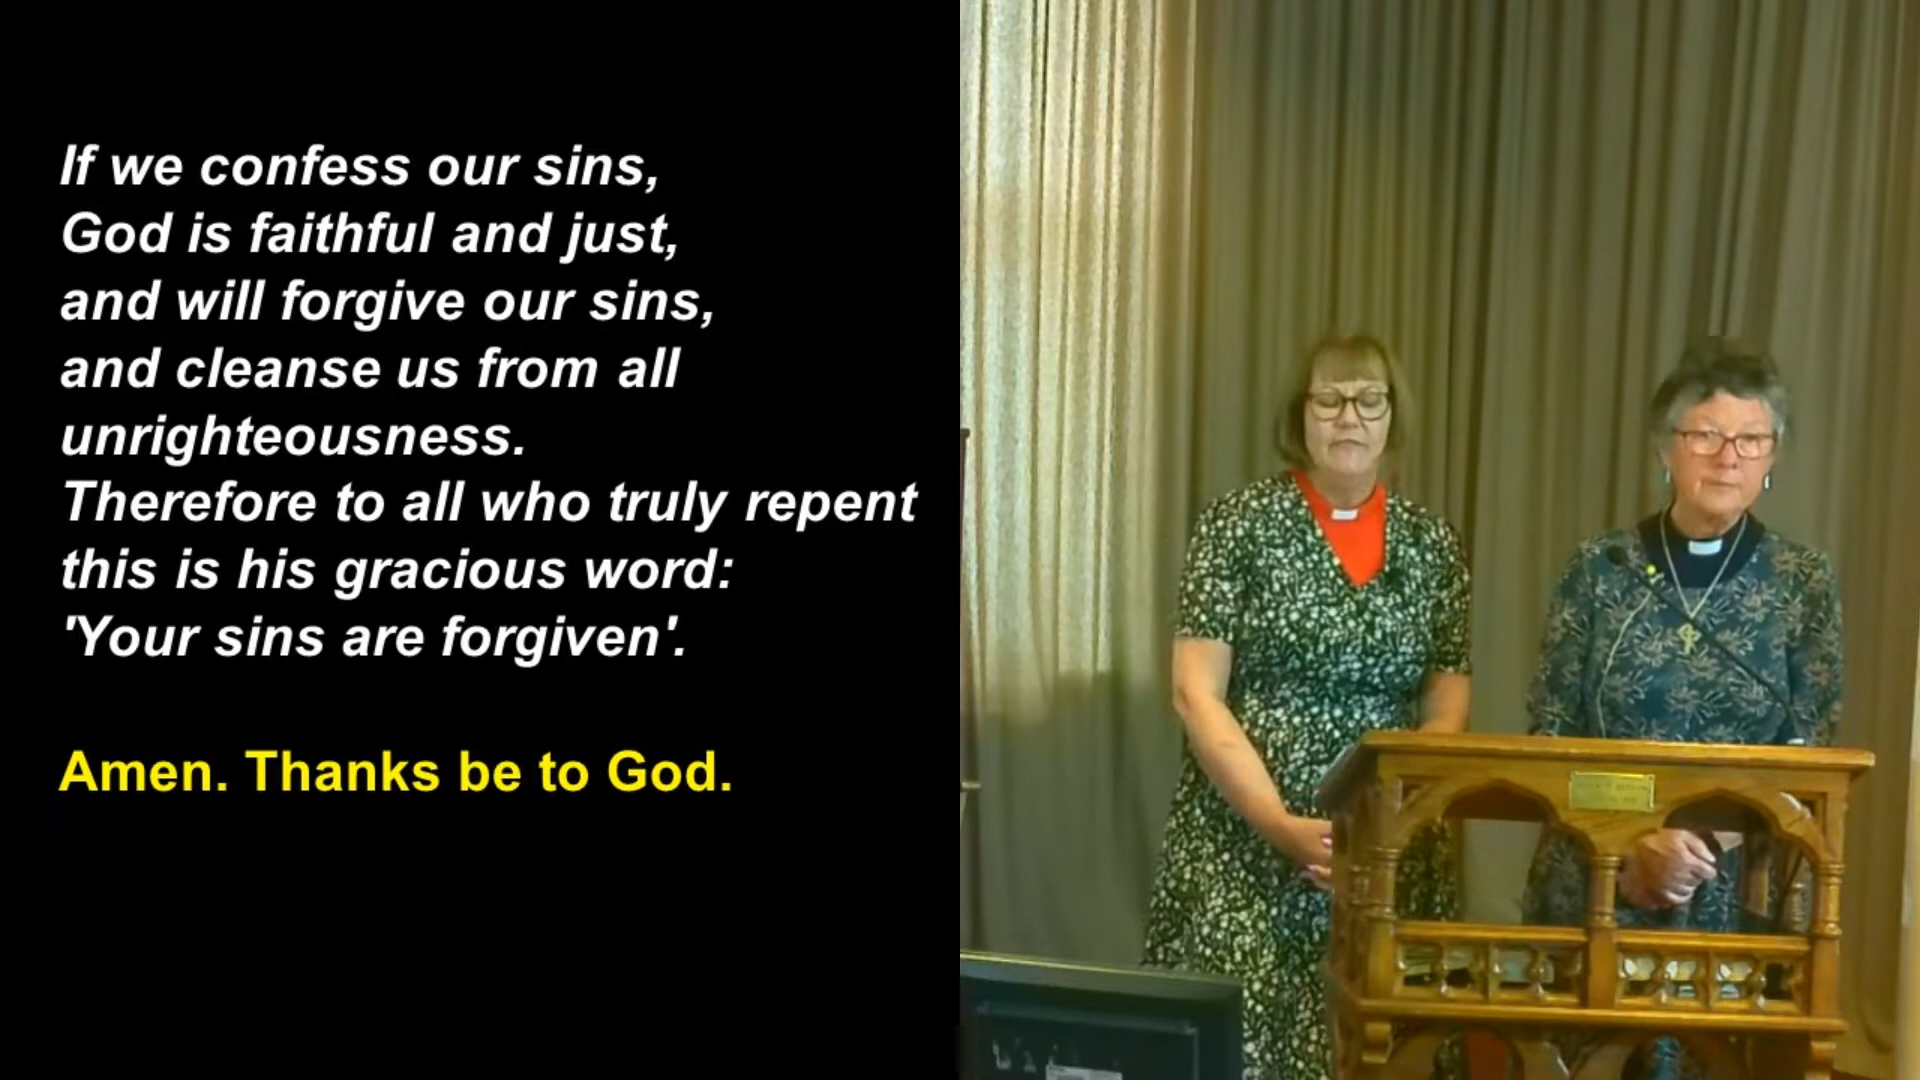 If we confess our sins,
God is faithful and just,
and will forgive our sins,
and cleanse us from all
unrighteousness.
Therefore to all who truly repent
this is his gracious word:
'Your sins are forgiven'.
Amen. Thanks be to God.